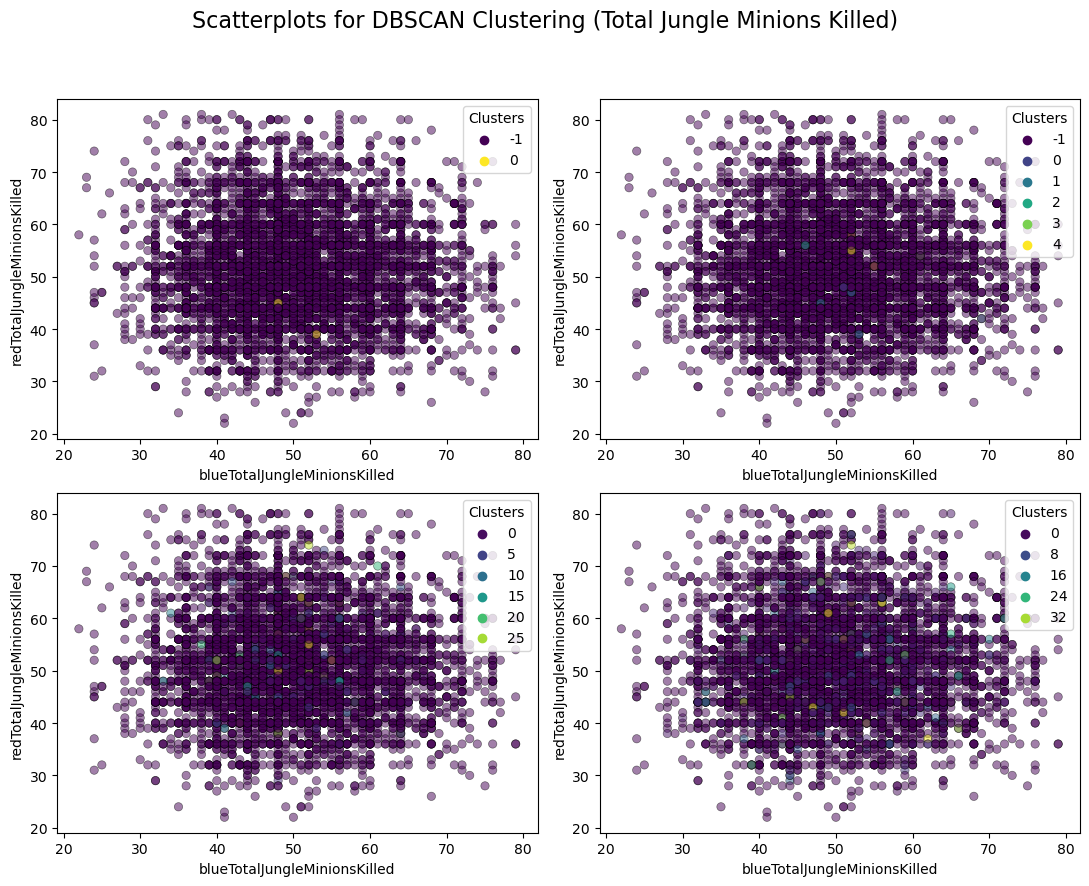 Scatterplots for DBSCAN Clustering (Total Jungle Minions Killed)
80
70
60
50
40
30
20
redTotalJungleMinionsKilled
Clusters
-1
0
20 30 40 50 60 70 80
blueTotalJungleMinionsKilled
80
70
60
50
40
30
20
redTotalJungleMinionsKilled
Clusters
-1
0
1
2
3
4
20 30 40 50 60 70 80
blueTotalJungleMinionsKilled
80
70
60
50
40
30
20
redTotalJungleMinionsKilled
Clusters
0
5
10
15
20
25
20 30 40 50 60 70 80
blueTotalJungleMinionsKilled
80
70
60
50
40
30
20
redTotalJungleMinionsKilled
Clusters
0
8
16
24
32
20 30 40 50 60 70 80
blueTotalJungleMinionsKilled